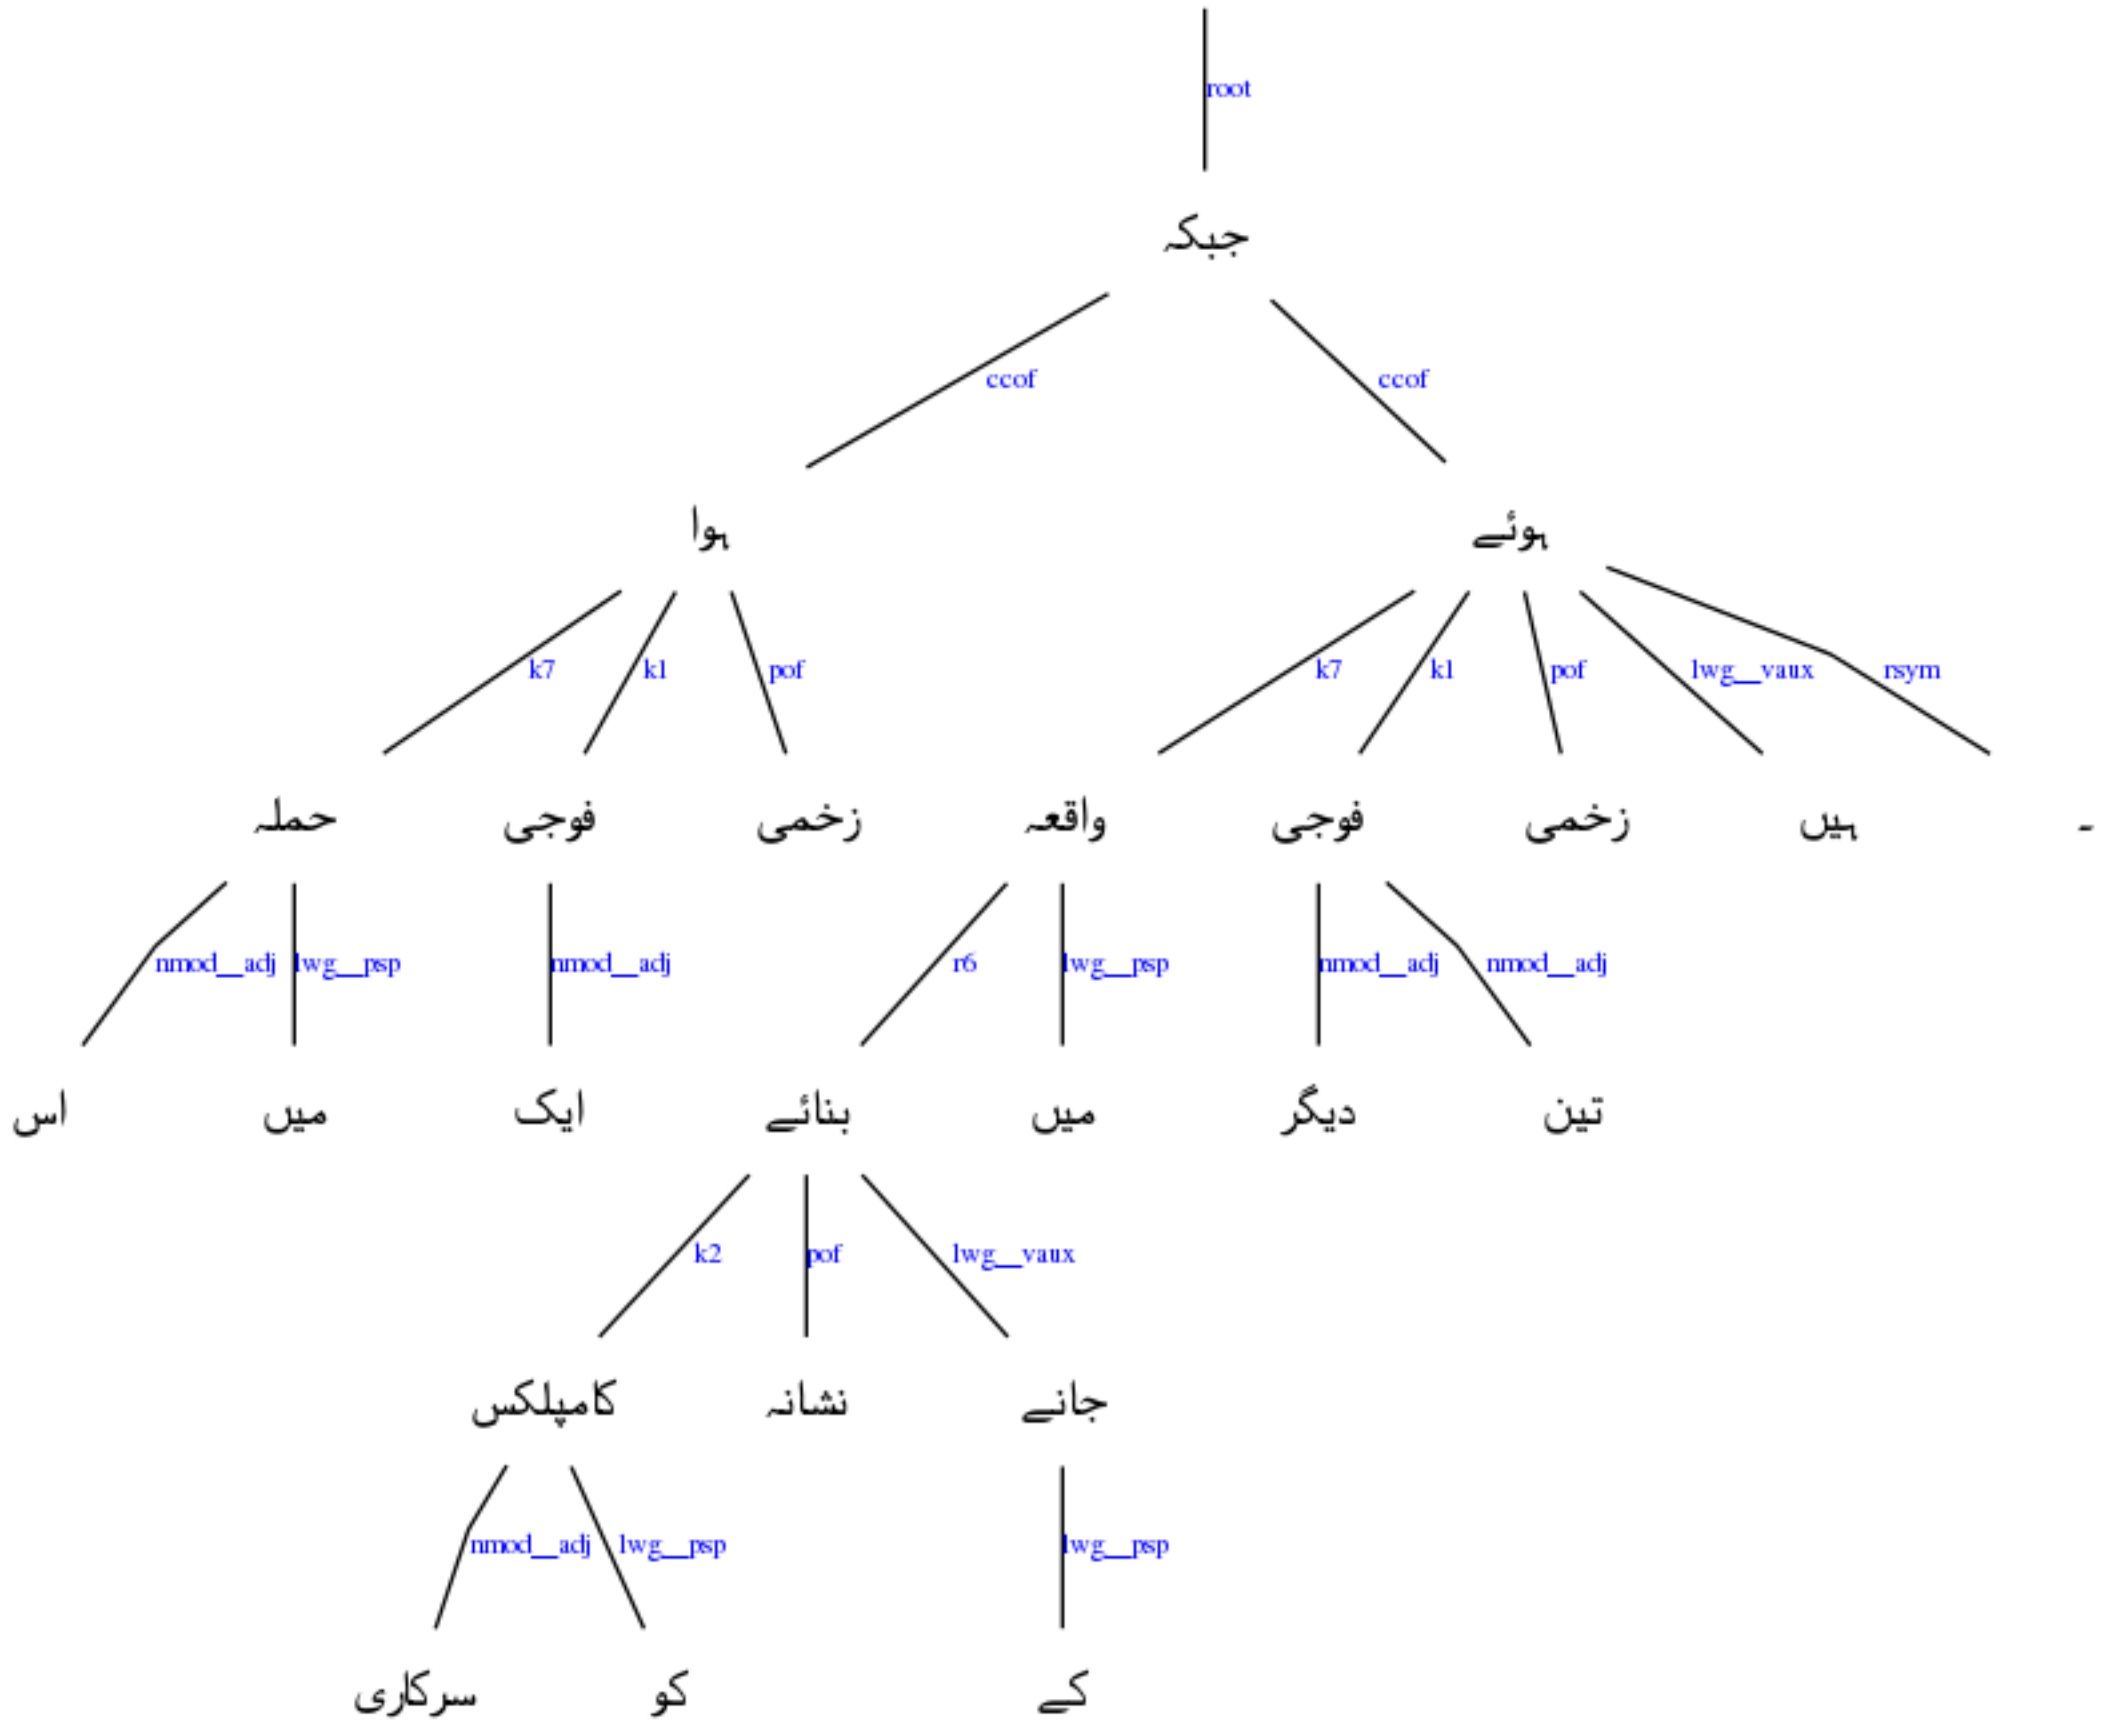 root
جبکہ
ccof ccof
ہوا ہوئے
k7 k1 pof k7 k1 pof lwg__vaux rsym
حملہ فوجی زخمی واقعہ فوجی زخمی ہیں ۔
nmod__adj lwg__psp nmod__adj r6 lwg__psp nmod__adj nmod__adj
اس میں ایک بنائے میں دیگر تین
k2 pof lwg__vaux
کامپلکس نشانہ جانے
nmod__adj lwg__psp lwg__psp
سرکاری کو کے